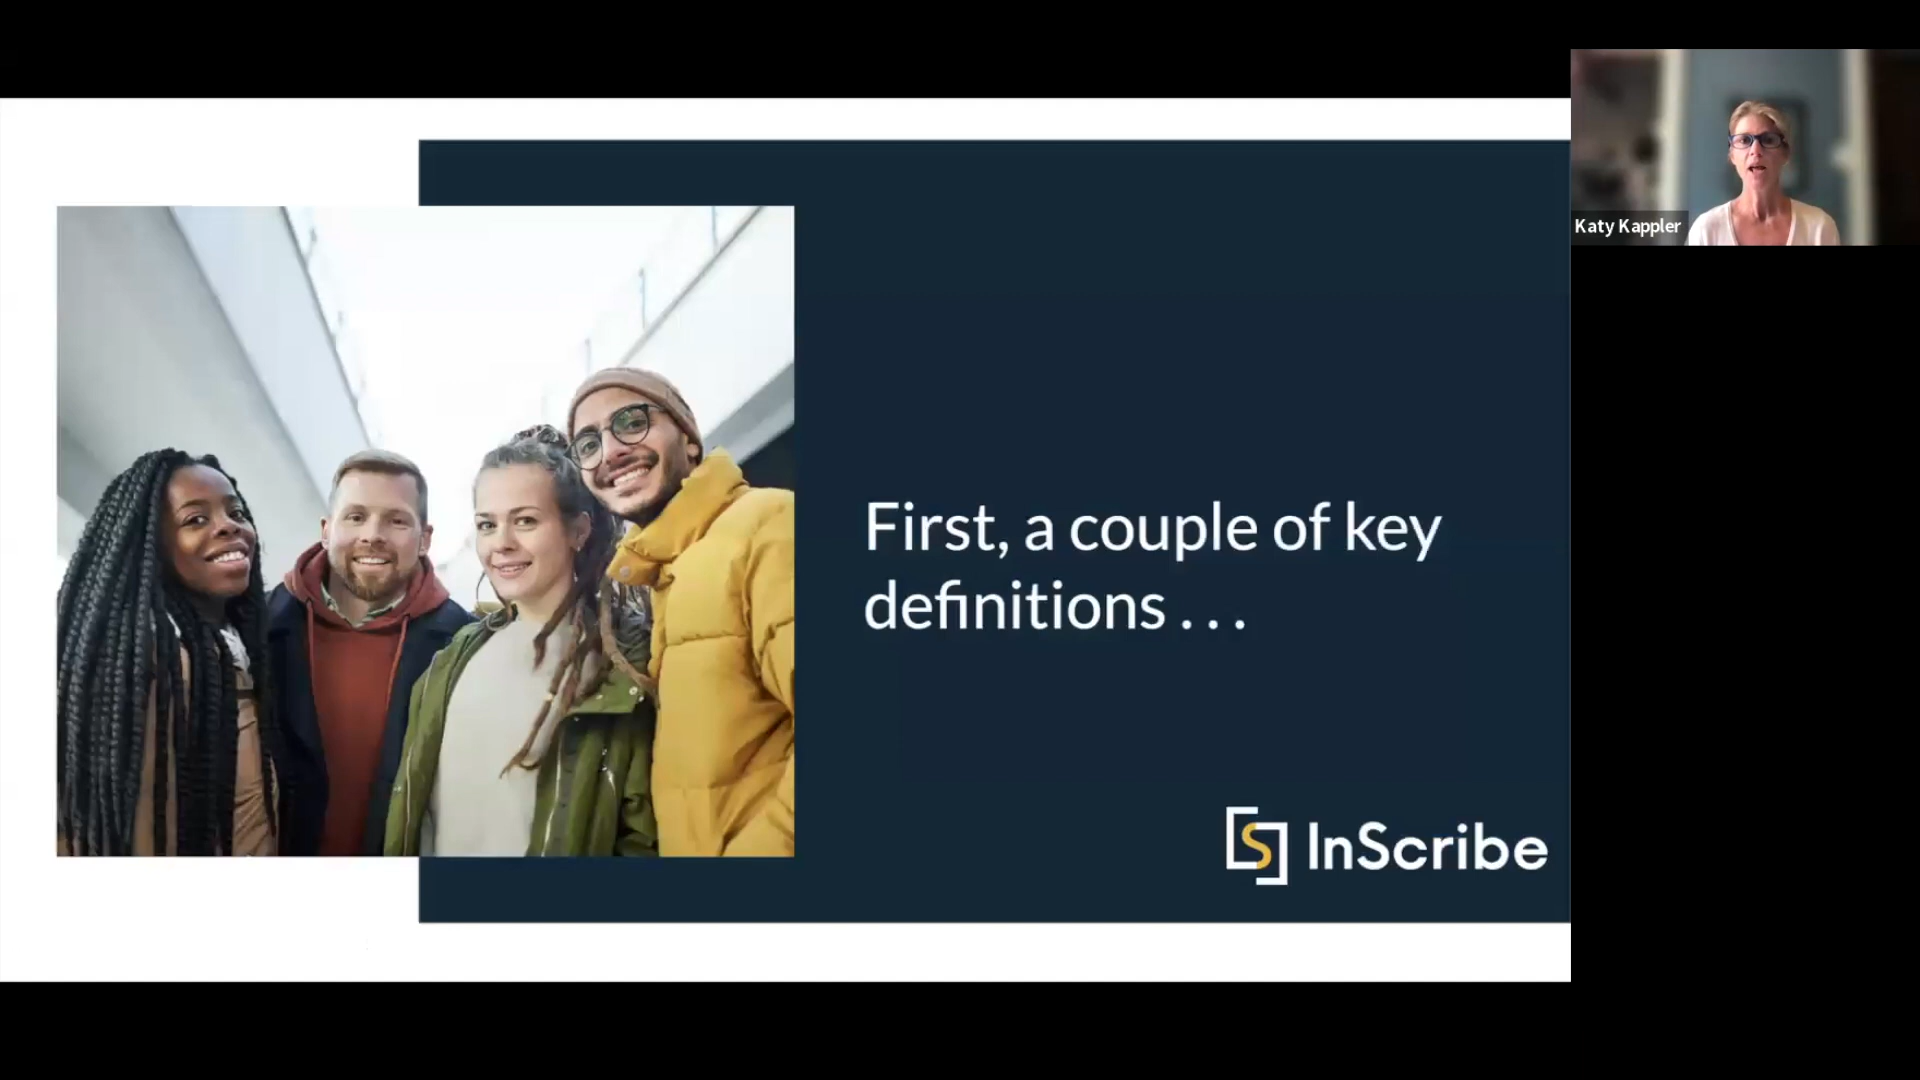 Katy Kappler
First, a couple of key
definitions . . .
InScribe